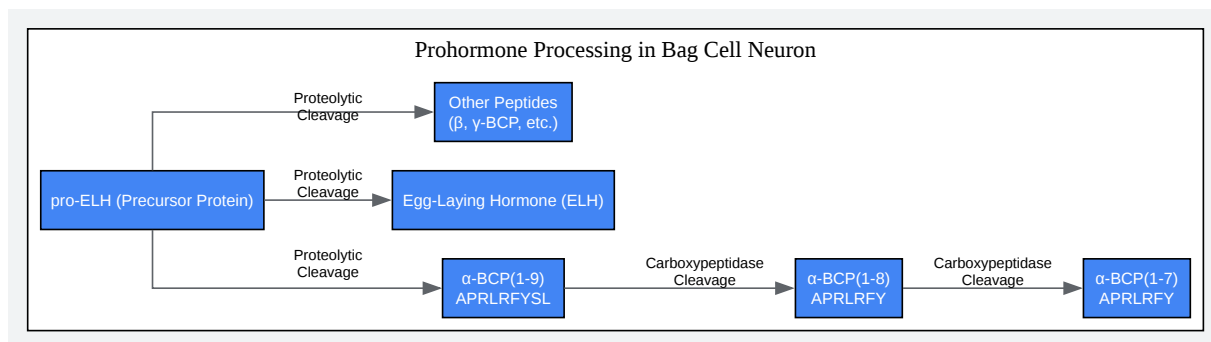 Prohormone Processing in Bag Cell Neuron
Proteolytic
Cleavage
Other Peptides
(β, γ-BCP, etc.)
pro-ELH (Precursor Protein)
Proteolytic
Cleavage
Egg-Laying Hormone (ELH)
Proteolytic
Cleavage
α-BCP(1-9)
APRLRFYSL
Carboxypeptidase
Cleavage
α-BCP(1-8)
APRLRFY
Carboxypeptidase
Cleavage
α-BCP(1-7)
APRLRFY